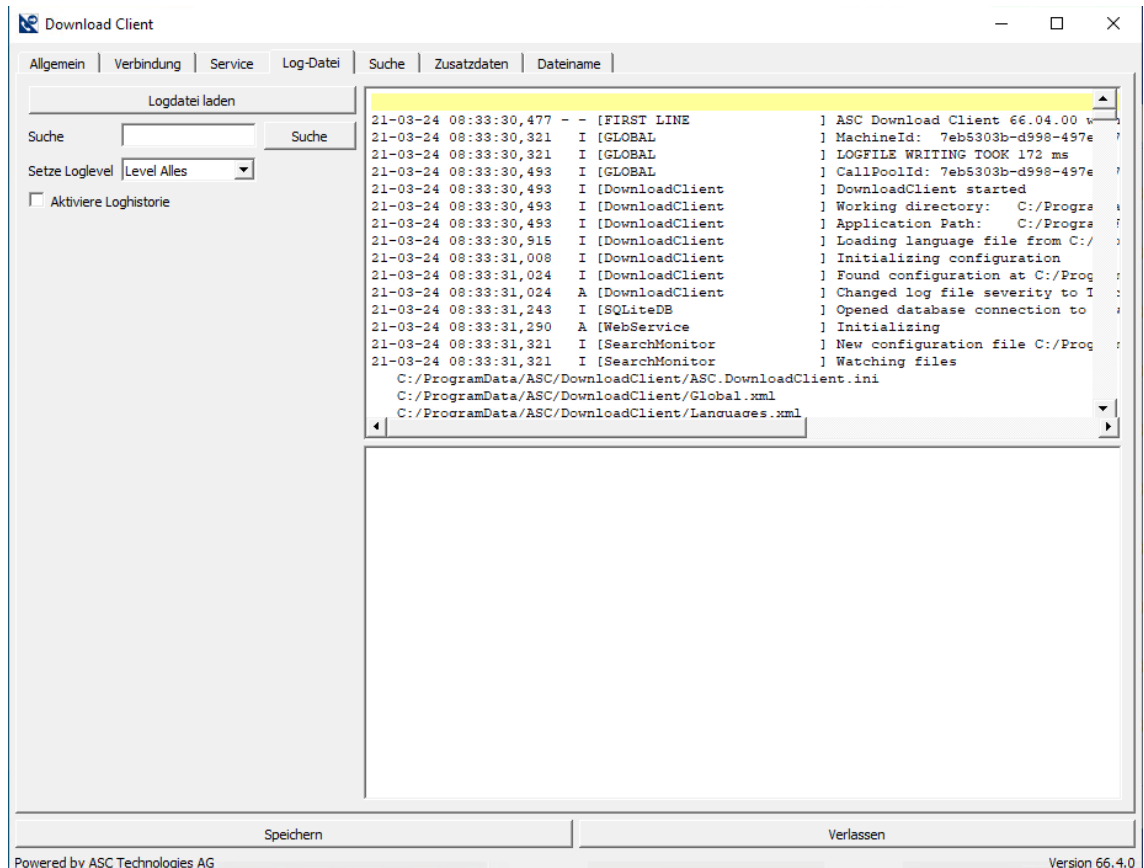 Download Client
Allgemein Verbindung Service Log-Datei Suche Zusatzdaten Dateiname
Logdatei laden
Suche Suche
Setze Loglevel Level Alles
Aktiviere Loghistorie
21-03-24 08:33:30,477 - - [FIRST LINE ] ASC Download Client 66.04.00
21-03-24 08:33:30,321 I [GLOBAL ] MachineId: 7eb5303b-d998-497e
21-03-24 08:33:30,321 I [GLOBAL ] LOGFILE WRITING TOOK 172 ms
21-03-24 08:33:30,493 I [GLOBAL ] CallPoolId: 7eb5303b-d998-497e
21-03-24 08:33:30,493 I [DownloadClient ] DownloadClient started
21-03-24 08:33:30,493 I [DownloadClient ] Working directory: C:/Progra
21-03-24 08:33:30,493 I [DownloadClient ] Application Path: C:/Progra
21-03-24 08:33:30,915 I [DownloadClient ] Loading language file from C:/
21-03-24 08:33:31,008 I [DownloadClient ] Initializing configuration
21-03-24 08:33:31,024 I [DownloadClient ] Found configuration at C:/Prog
21-03-24 08:33:31,024 A [DownloadClient ] Changed log file severity to T
21-03-24 08:33:31,243 I [SQLiteDB ] Opened database connection to
21-03-24 08:33:31,290 A [WebService ] Initializing
21-03-24 08:33:31,321 I [SearchMonitor ] New configuration file C:/Prog
21-03-24 08:33:31,321 I [SearchMonitor ] Watching files
C:/ProgramData/ASC/DownloadClient/ASC.DownloadClient.ini
C:/ProgramData/ASC/DownloadClient/Global.xml
C:/ProgramData/ASC/DownloadClient/Languages.xml
Speichern Verlassen
Powered by ASC Technologies AG Version 66.4.0